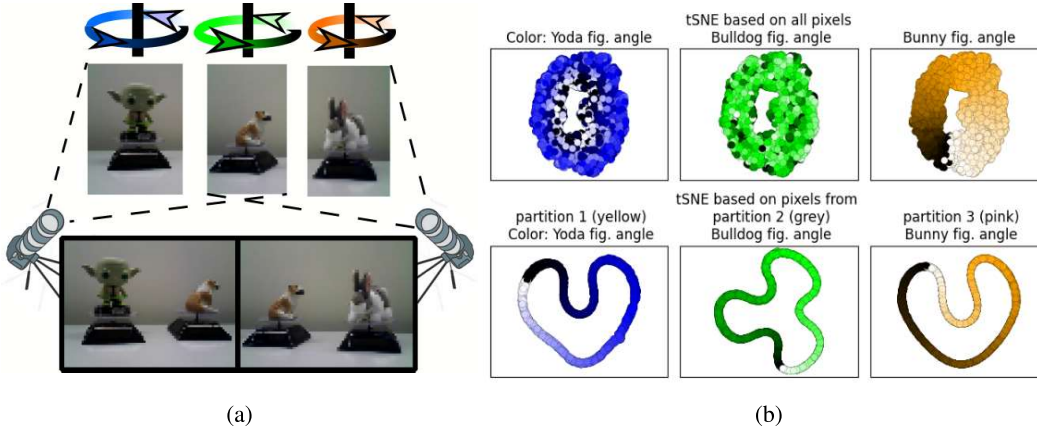 tSNE based on all pixels
Color: Yoda fig. angle
Bulldog fig. angle
Bunny fig. angle
tSNE based on pixels from
partition 1 (yellow)
partition 2 (grey)
partition 3 (pink)
Color: Yoda fig. angle
Bulldog fig. angle
Bunny fig. angle
(a)
(b)